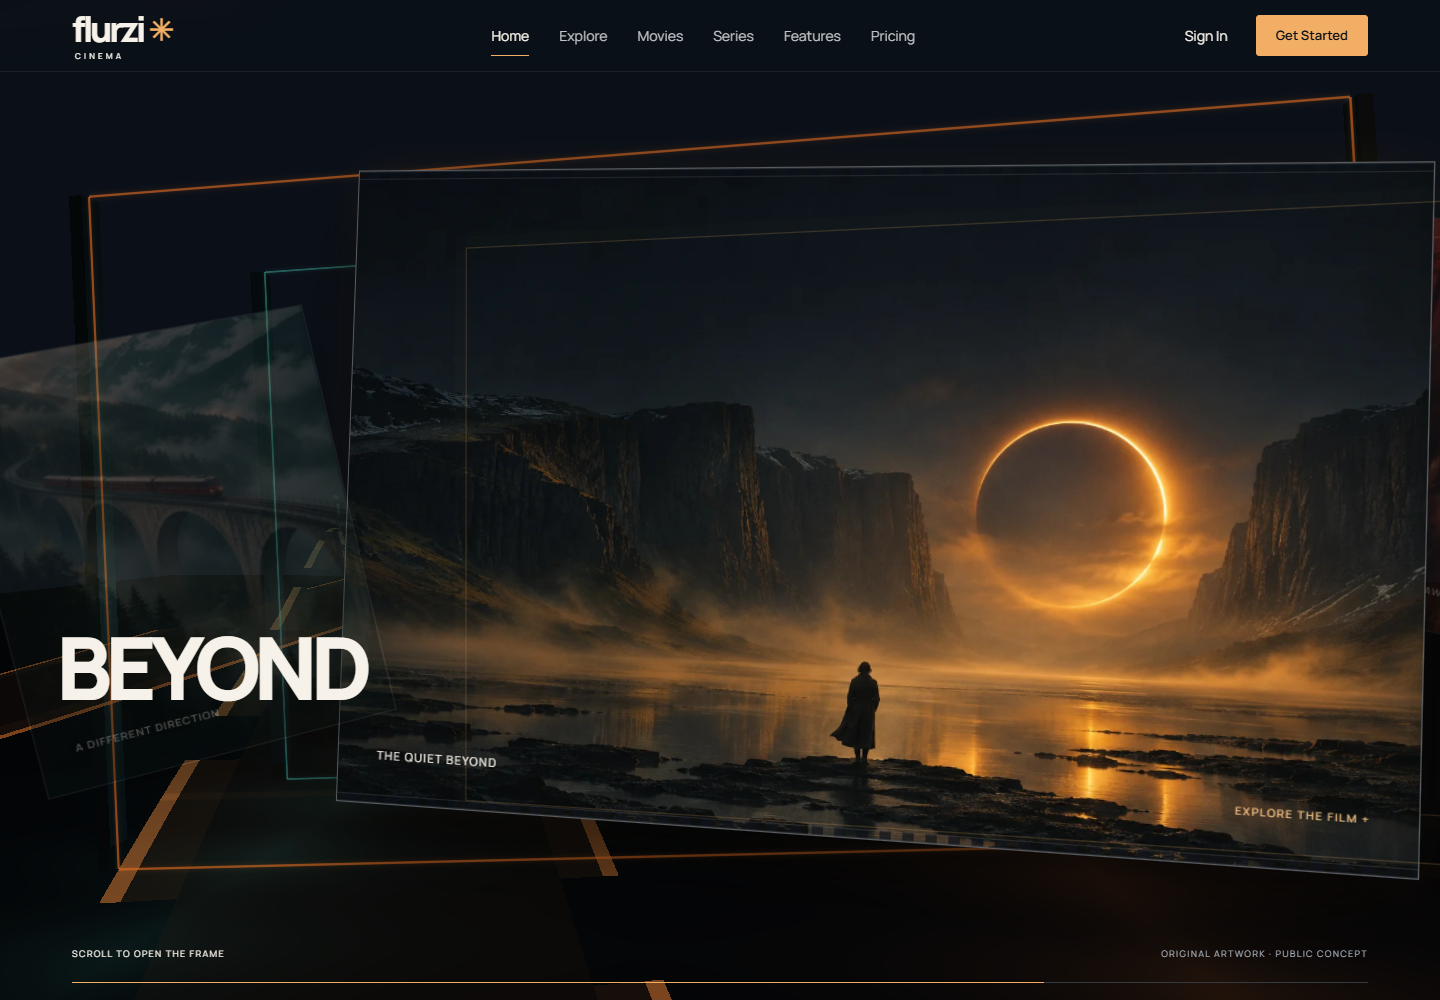 flurzi
CINEMA
Home
Explore
Movies
Series
Features
Pricing
Sign In
Get Started
BEYOND
A DIFFERENT DIRECTION
THE QUIET BEYOND
EXPLORE THE FILM +
SCROLL TO OPEN THE FRAME
ORIGINAL ARTWORK · PUBLIC CONCEPT